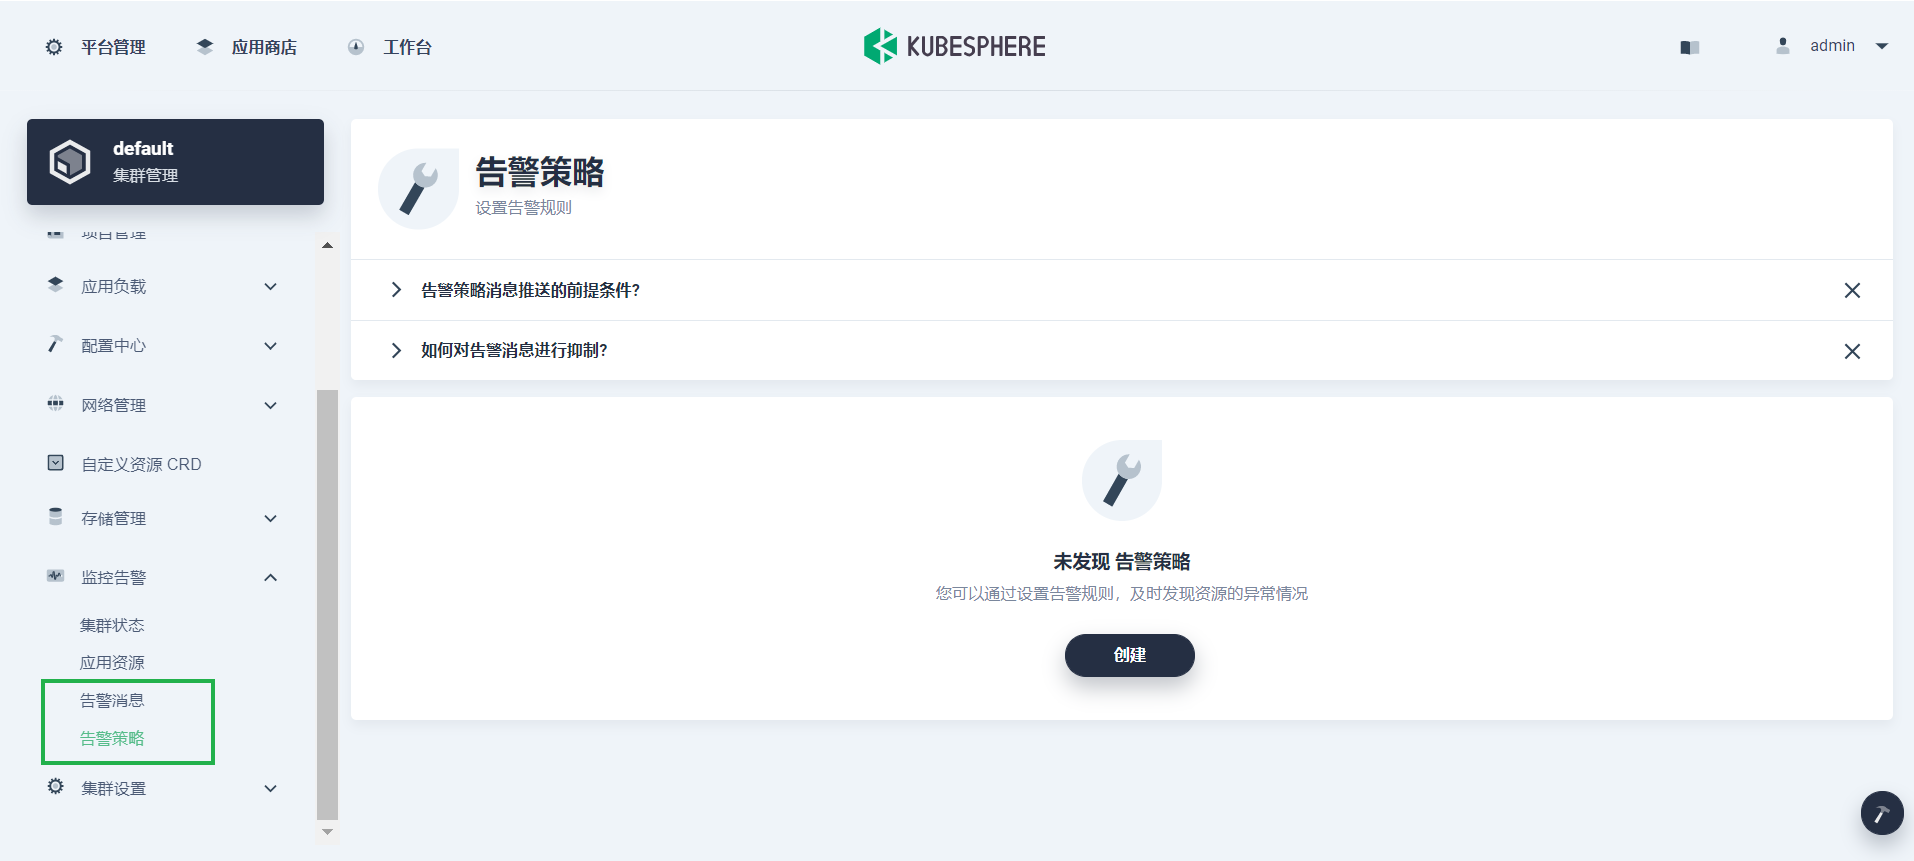 平台管理
应用商店
工作台
KUBESPHERE
admin
default
集群管理
项目管理
应用负载
配置中心
网络管理
自定义资源 CRD
存储管理
监控告警
集群状态
应用资源
告警消息
告警策略
集群设置
告警策略
设置告警规则
告警策略消息推送的前提条件?
如何对告警消息进行抑制?
未发现 告警策略
您可以通过设置告警规则，及时发现资源的异常情况
创建